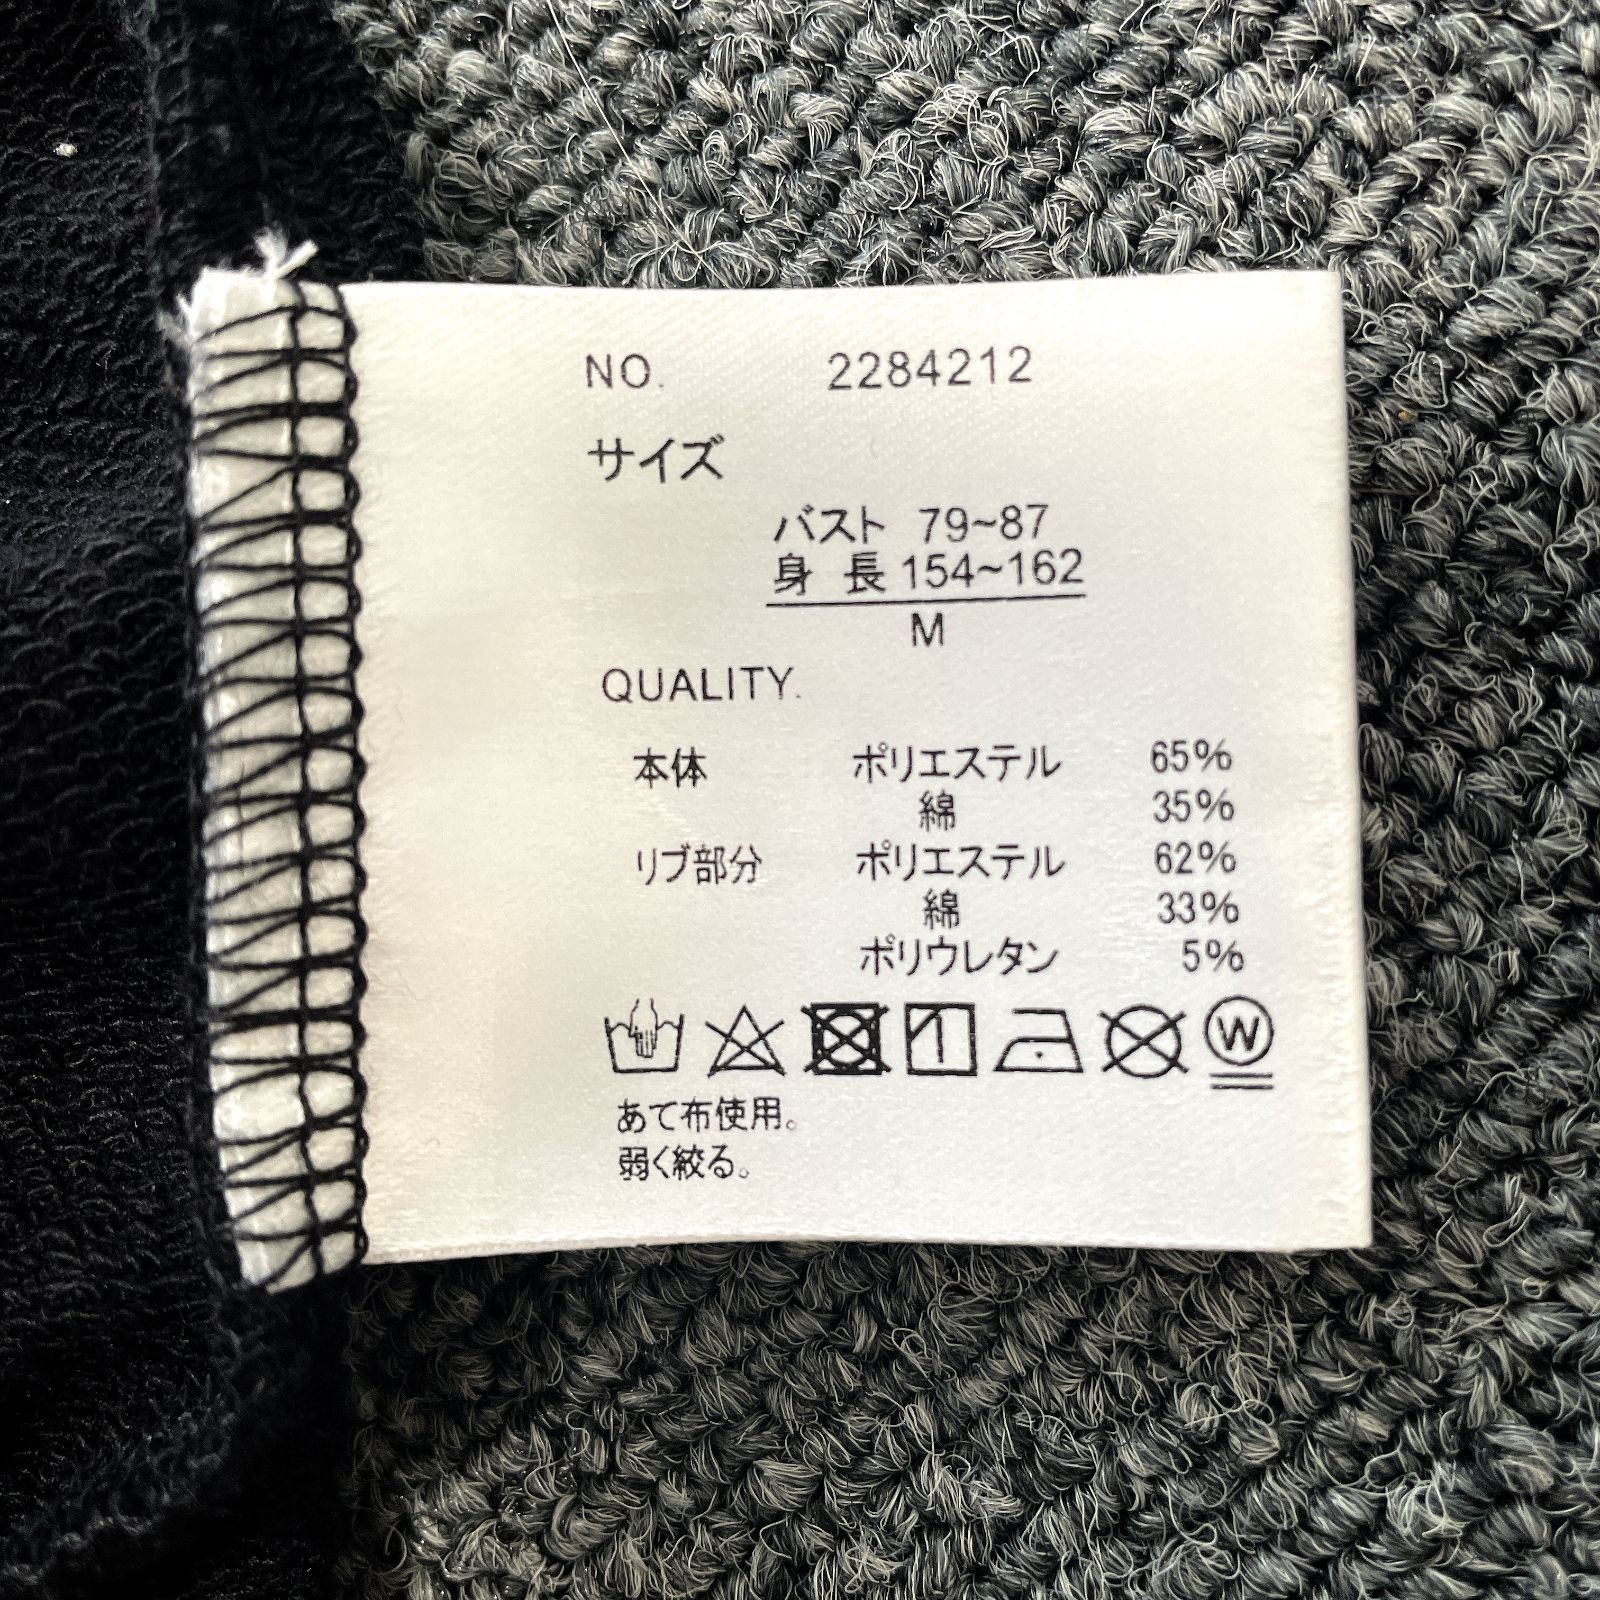 NO. 2284212
サイズ
バスト 79~87
身 長 154~162
M
QUALITY.
本体 ポリエステル 65%
綿 35%
リブ部分 ポリエステル 62%
綿 33%
ポリウレタン 5%
W
あて布使用。
弱く絞る。